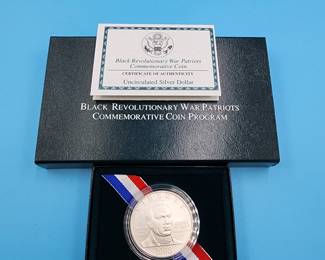 Black Revolutionary War Patriots
Commemorative Coin
CERTIFICATE OF AUTHENTICITY
Uncirculated Silver Dollar
BLACK REVOLUTIONARY WAR PATRIOTS
COMMEMORATIVE COIN PROGRAM